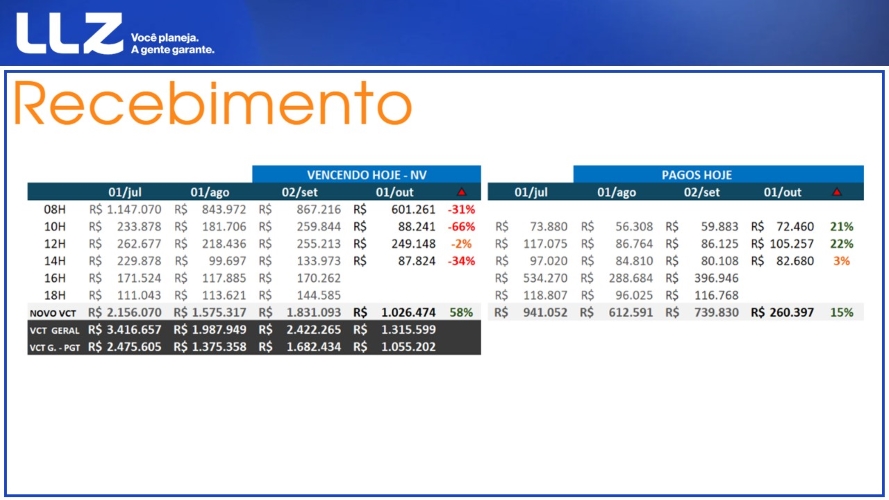 LLZ Você planeja.
A gente garante.
Recebimento
VENCENDO HOJE - NV PAGOS HOJE
01/jul 01/ago 02/set 01/out 01/jul 01/ago 02/set 01/out
08H R$ 1.147.070 R$ 843.972 R$ 867.216 R$ 601.261 -31%
10H R$ 233.878 R$ 181.706 R$ 259.844 R$ 88.241 -66% R$ 73.880 R$ 56.308 R$ 59.883 R$ 72.460 21%
12H R$ 262.677 R$ 218.436 R$ 255.213 R$ 249.148 -2% R$ 117.075 R$ 86.764 R$ 86.125 R$ 105.257 22%
14H R$ 229.878 R$ 99.697 R$ 133.973 R$ 87.824 -34% R$ 97.020 R$ 84.810 R$ 80.108 R$ 82.680 3%
16H R$ 171.524 R$ 117.885 R$ 170.262 R$ 534.270 R$ 288.684 R$ 396.946
18H R$ 111.043 R$ 113.621 R$ 144.585 R$ 118.807 R$ 96.025 R$ 116.768
NOVO VCT R$ 2.156.070 R$ 1.575.317 R$ 1.831.093 R$ 1.026.474 58% R$ 941.052 R$ 612.591 R$ 739.830 R$ 260.397 15%
VCT GERAL R$ 3.416.657 R$ 1.987.949 R$ 2.422.265 R$ 1.315.599
VCT G. - PGT R$ 2.475.605 R$ 1.375.358 R$ 1.682.434 R$ 1.055.202